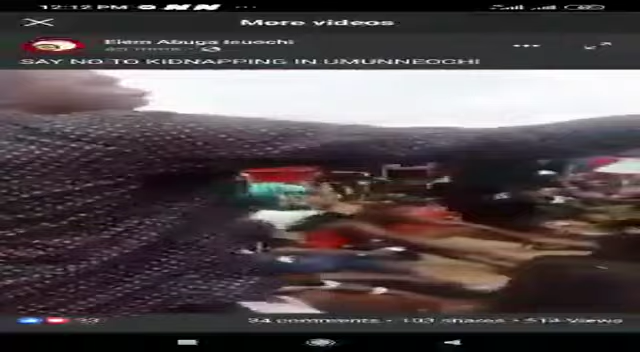 12:12 PM
More videos
Elem Abuga Isuochi
SAY NO TO KIDNAPPING IN UMUNNEOCHI
34 comments • 103 shares • Views